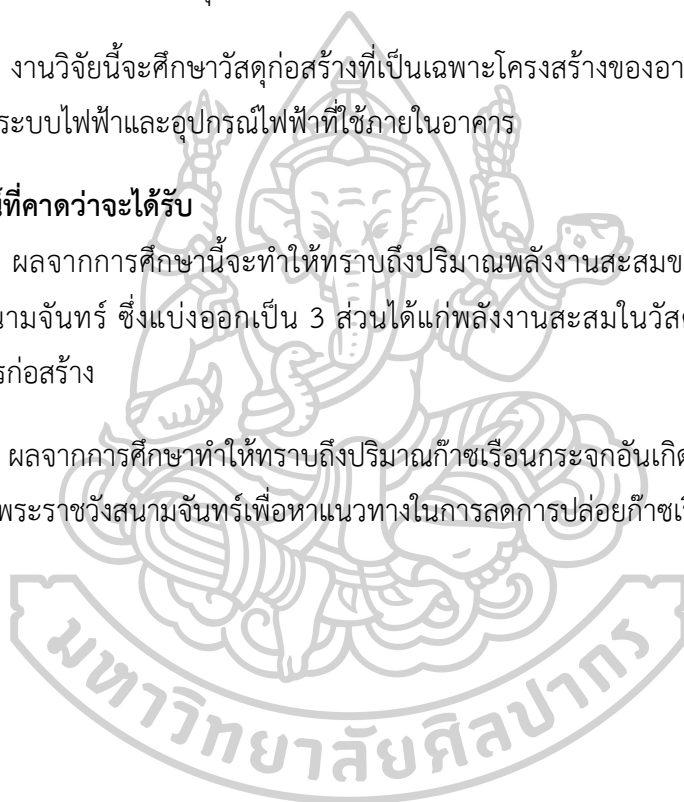 งานวิจัยนี้จะศึกษาวัสดุก่อสร้างที่เป็นเฉพาะโครงสร้างของอา
ระบบไฟฟ้าและอุปกรณ์ไฟฟ้าที่ใช้ภายในอาคาร
ที่คาดว่าจะได้รับ
ผลจากการศึกษานี้จะทำให้ทราบถึงปริมาณพลังงานสะสมข
นามจันทร์ ซึ่งแบ่งออกเป็น 3 ส่วนได้แก่พลังงานสะสมในวัส
รก่อสร้าง
ผลจากการศึกษาทำให้ทราบถึงปริมาณก๊าซเรือนกระจกอันเกิด
พระราชวังสนามจันทร์เพื่อหาแนวทางในการลดการปล่อยก๊าซเ
มหาวิทยาลัยศิลปากร